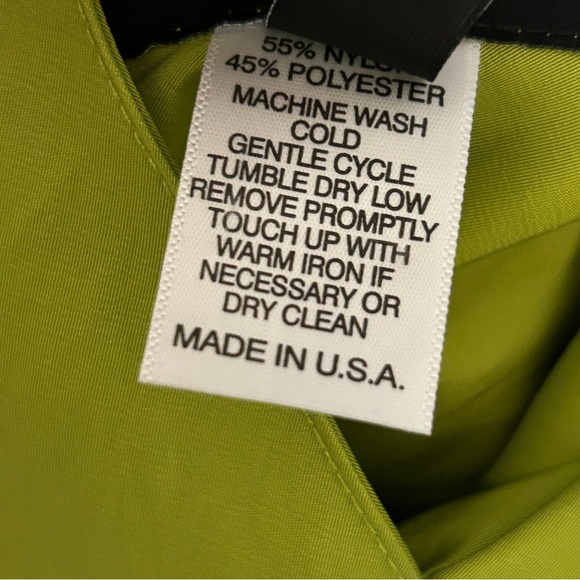 55% NYLON
45% POLYESTER
MACHINE WASH
COLD
GENTLE CYCLE
TUMBLE DRY LOW
REMOVE PROMPTLY
TOUCH UP WITH
WARM IRON IF
NECESSARY OR
DRY CLEAN
MADE IN U.S.A.